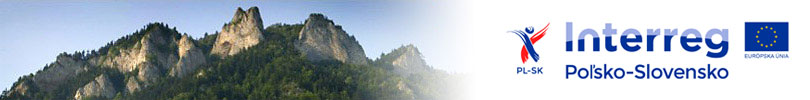 Interreg
PL-SK
Poľsko-Slovensko
EURÓPSKA ÚNIA